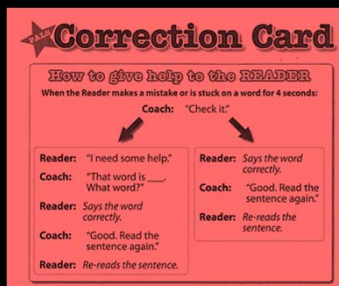 PALS
Correction Card
How to give help to the READER
When the Reader makes a mistake or is stuck on a word for 4 seconds:
Coach: "Check it."
Reader: "I need some help."
Coach: "That word is ___.
What word?"
Reader: Says the word
correctly.
Coach: "Good. Read the
sentence again."
Reader: Re-reads the sentence.
Reader: Says the word
correctly.
Coach: "Good. Read the
sentence again."
Reader: Re-reads the
sentence.